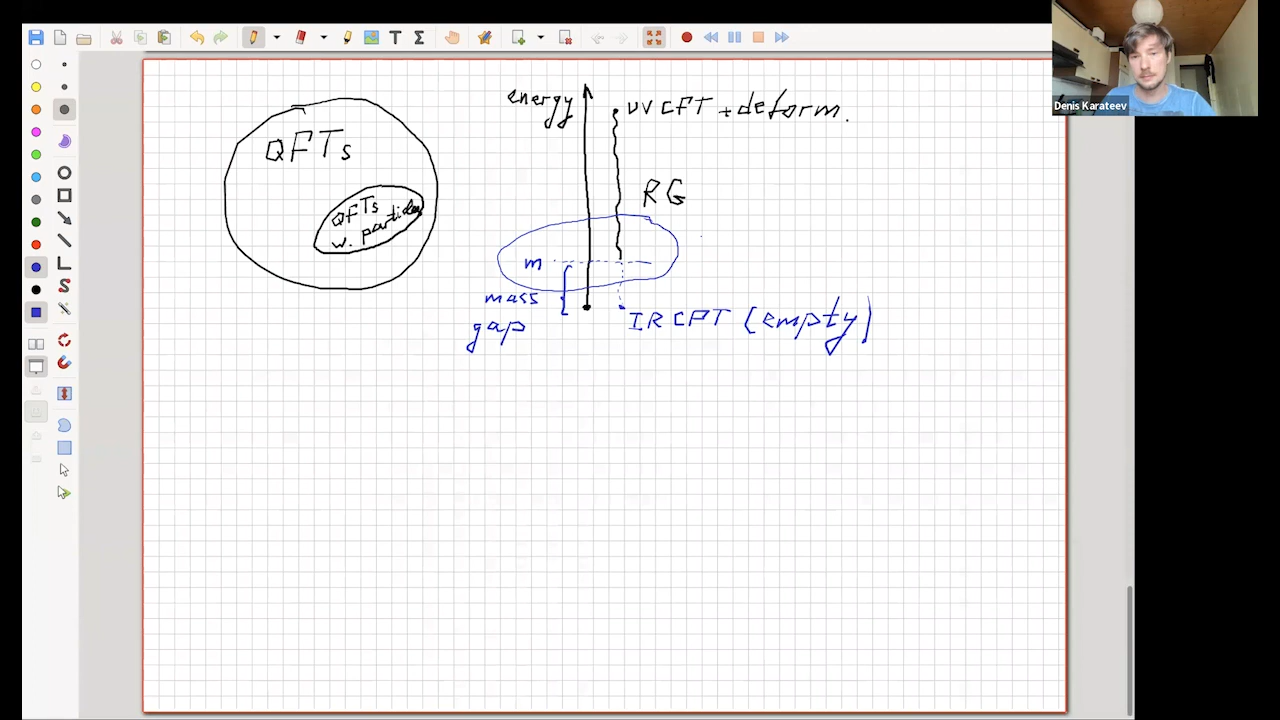 Denis Karateev
QFTs
QFTs
w. particles
energy
UV CFT + deform.
RG
m
mass
gap
IR CFT (empty)